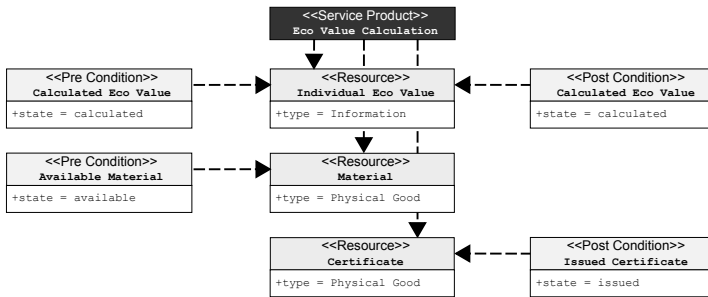 <<Service Product>>
Eco Value Calculation
<<Pre Condition>>
Calculated Eco Value
+state = calculated
<<Resource>>
Individual Eco Value
+type = Information
<<Post Condition>>
Calculated Eco Value
+state = calculated
<<Pre Condition>>
Available Material
+state = available
<<Resource>>
Material
+type = Physical Good
<<Resource>>
Certificate
+type = Physical Good
<<Post Condition>>
Issued Certificate
+state = issued